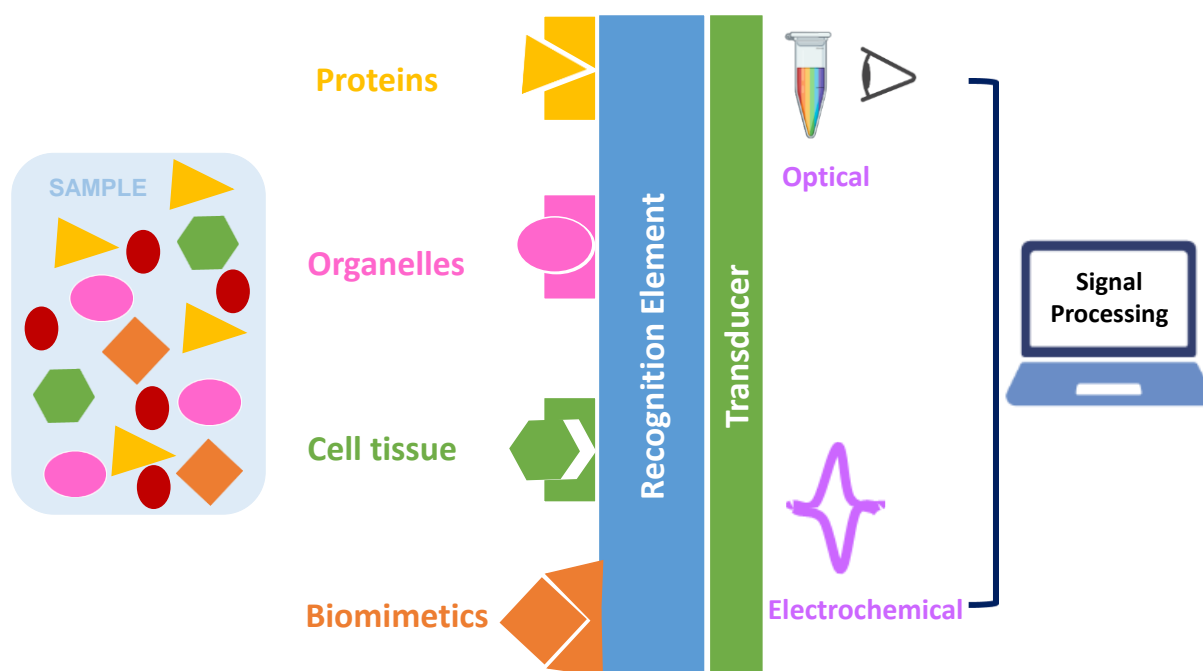 SAMPLE
Proteins
Organelles
Cell tissue
Biomimetics
Recognition Element
Transducer
Optical
Electrochemical
Signal
Processing